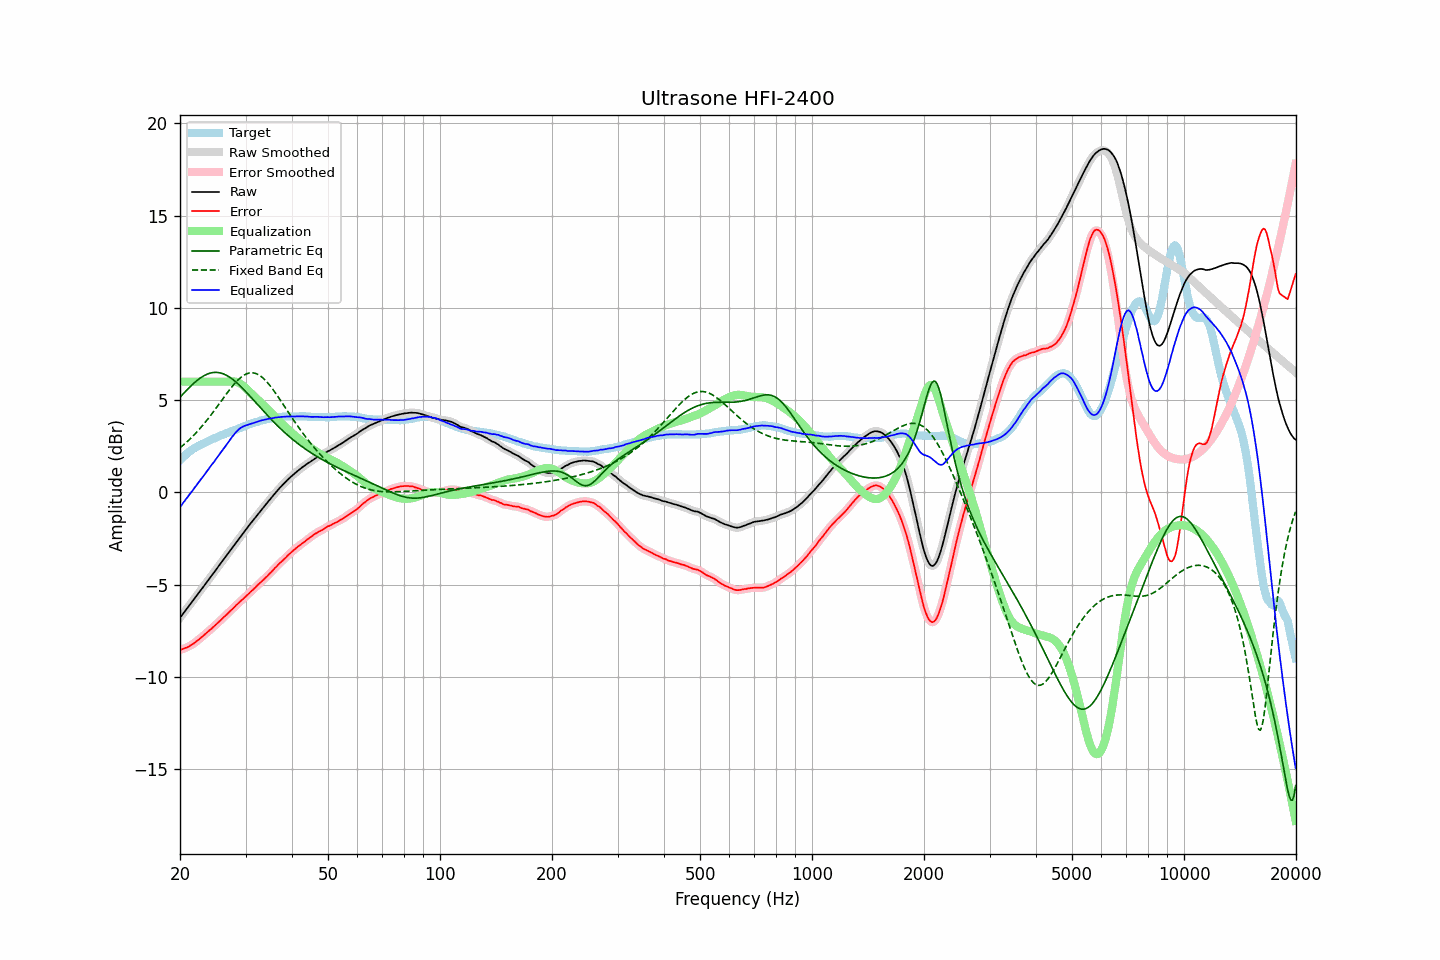 Ultrasone HFI-2400
Target
Raw Smoothed
Error Smoothed
Raw
Error
Equalization
Parametric Eq
Fixed Band Eq
Equalized
20
15
10
5
0
−5
−10
−15
Amplitude (dBr)
20
50
100
200
500
1000
2000
5000
10000
20000
Frequency (Hz)